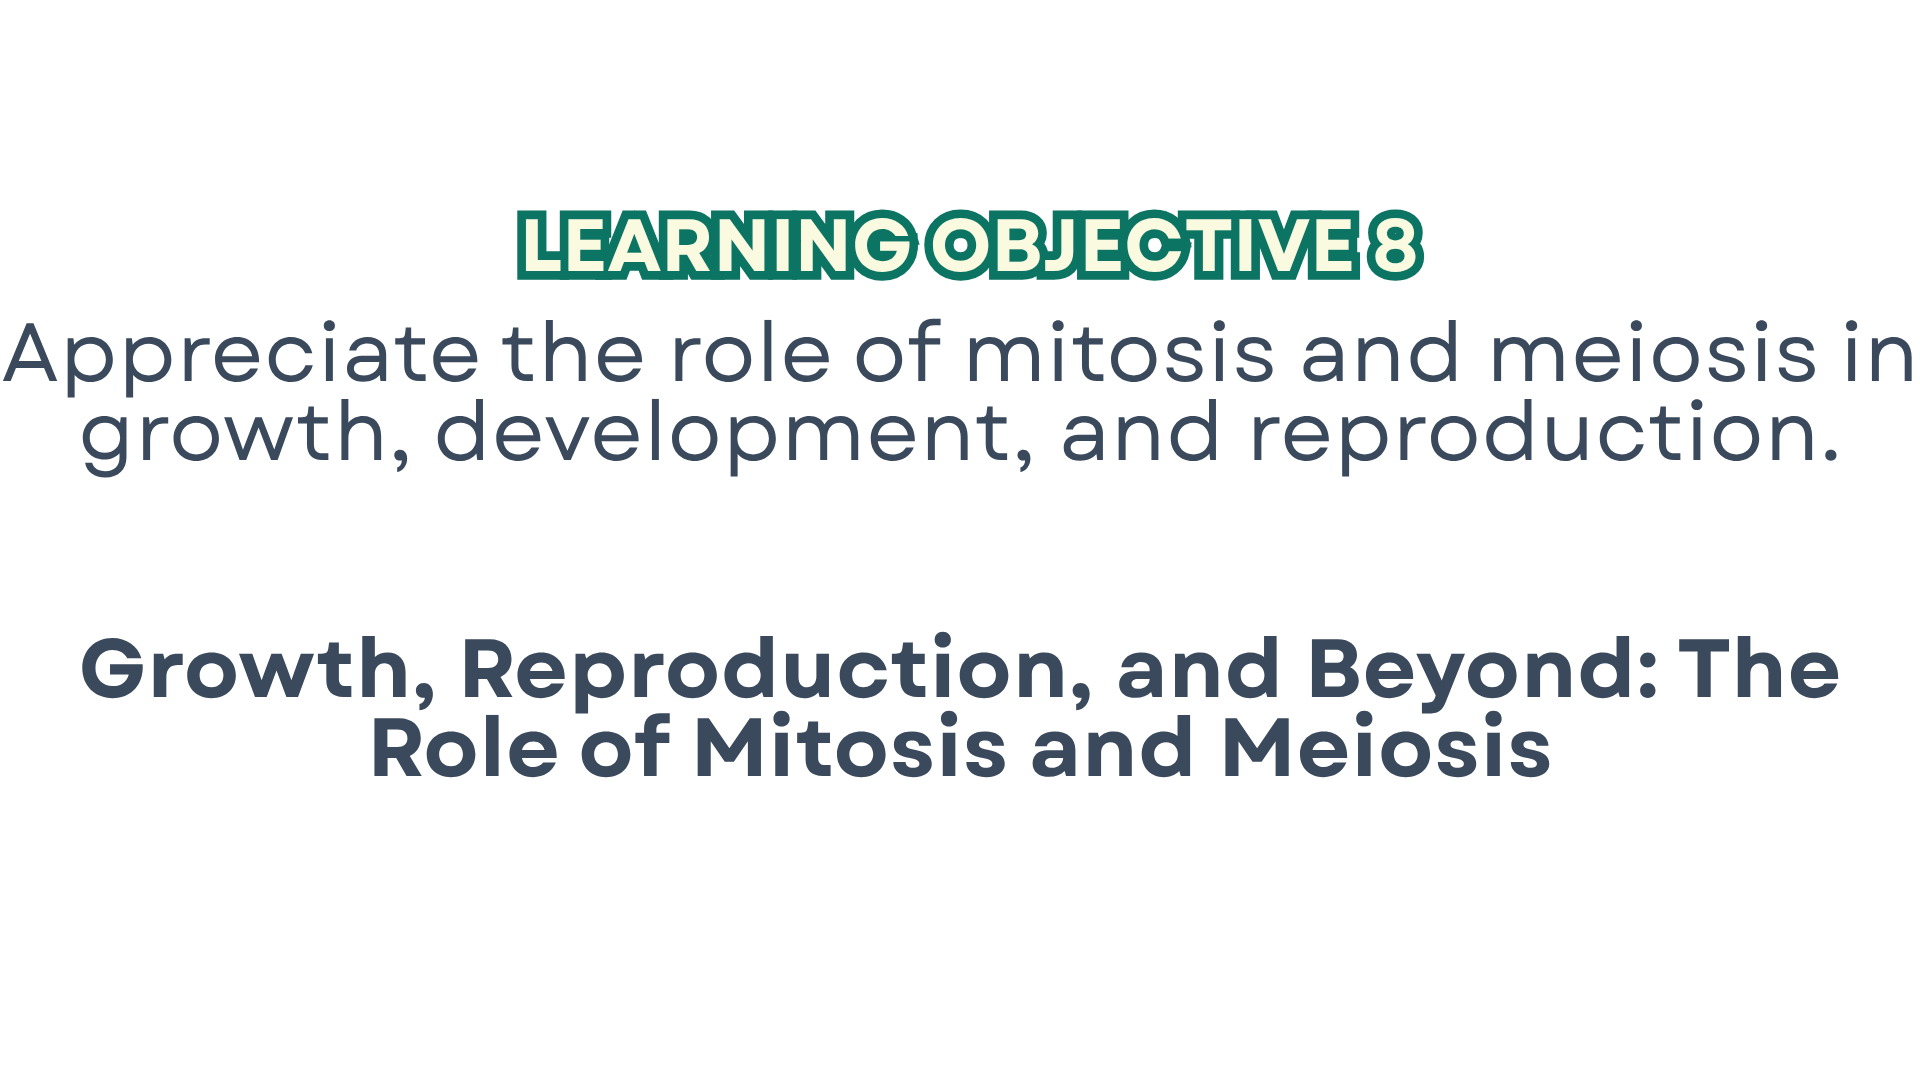 LEARNING OBJECTIVE 8
Appreciate the role of mitosis and meiosis in
growth, development, and reproduction.
Growth, Reproduction, and Beyond: The
Role of Mitosis and Meiosis